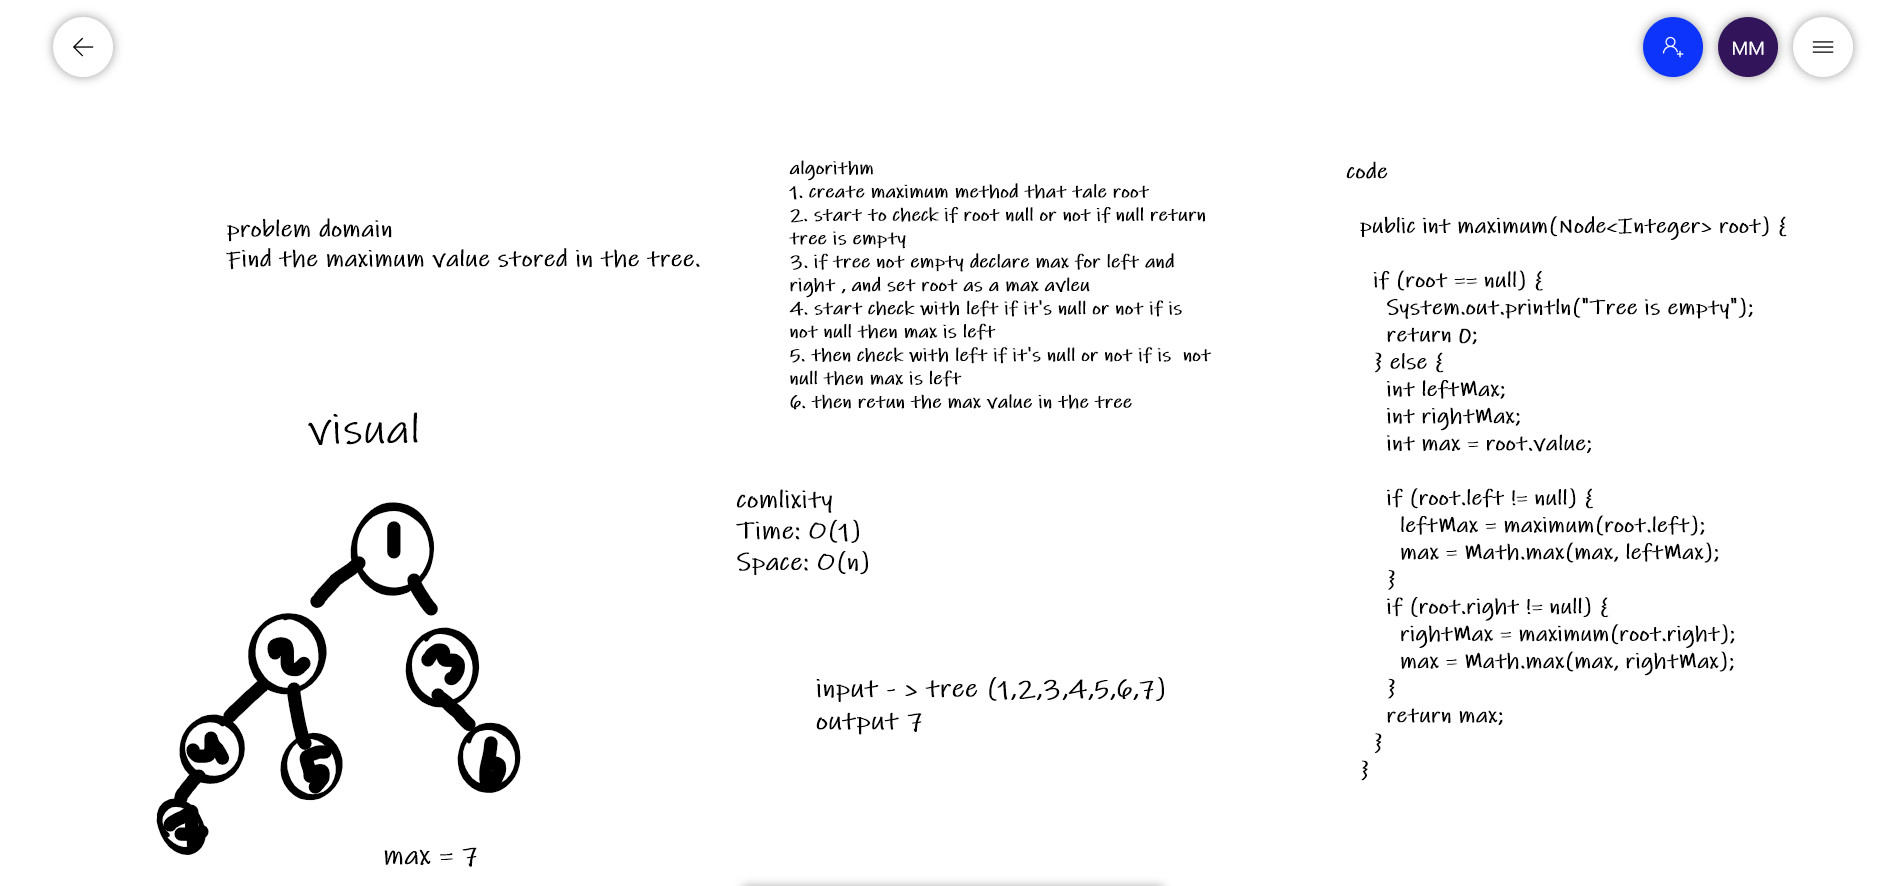 MM
problem domain
Find the maximum value stored in the tree.
visual
1
2
3
4
5
6
7
max = 7
algorithm
1. create maximum method that tale root
2. start to check if root null or not if null return
tree is empty
3. if tree not empty declare max for left and
right , and set root as a max avleu
4. start check with left if it's null or not if is
not null then max is left
5. then check with left if it's null or not if is  not
null then max is left
6. then retun the max value in the tree
comlixity
Time: O(1)
Space: O(n)
input - > tree (1,2,3,4,5,6,7)
output 7
code
public int maximum(Node<Integer> root) {
if (root == null) {
System.out.println("Tree is empty");
return 0;
} else {
int leftMax;
int rightMax;
int max = root.value;
if (root.left != null) {
leftMax = maximum(root.left);
max = Math.max(max, leftMax);
}
if (root.right != null) {
rightMax = maximum(root.right);
max = Math.max(max, rightMax);
}
return max;
}
}